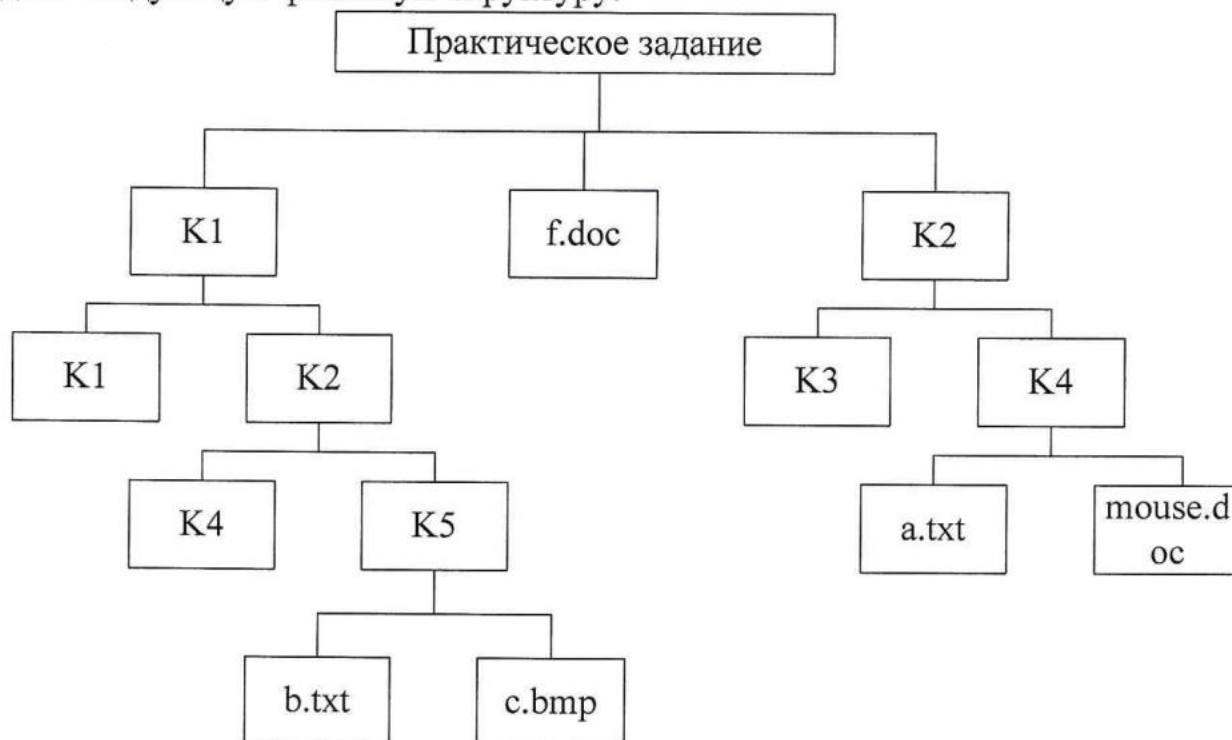 Практическое задание
K1
f.doc
K2
K1
K2
K3
K4
K4
K5
a.txt
mouse.d
oc
b.txt
c.bmp